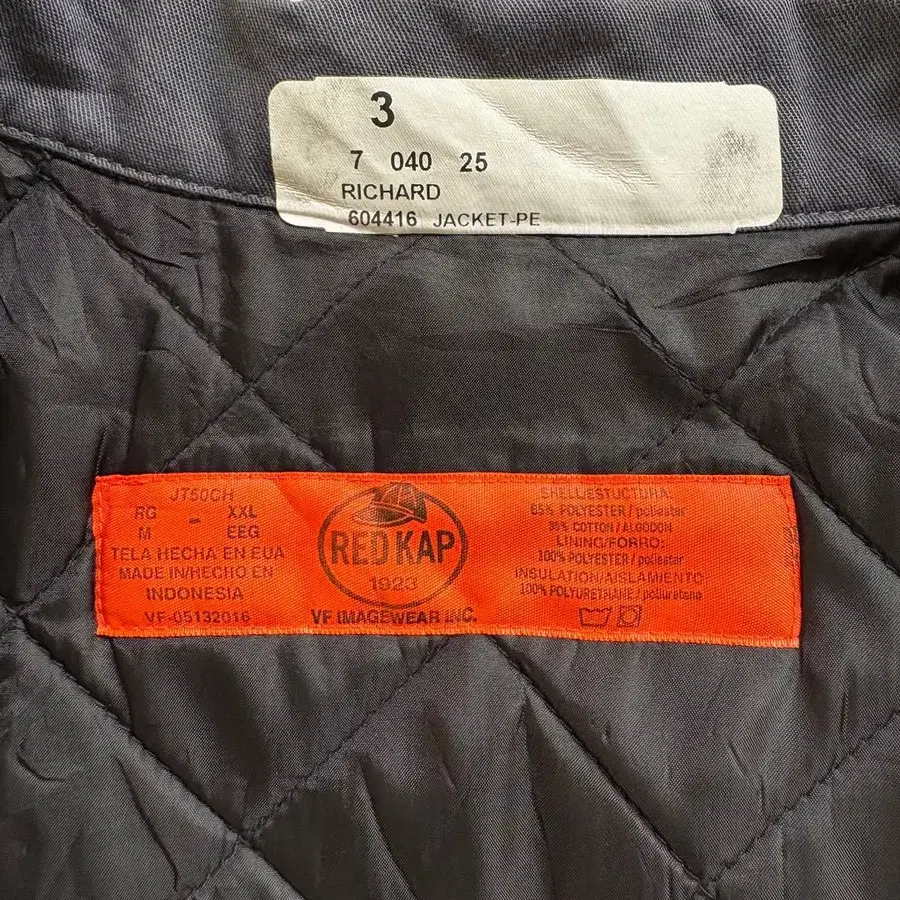 3
7 040 25
RICHARD
604416 JACKET-PE
JT50CH
RG - XXL
M EEG
TELA HECHA EN EUA
MADE IN/HECHO EN
INDONESIA
VF-05132016
RED KAP
1923
VF IMAGEWEAR INC.
SHELL/ESTUCTURA:
65% POLYESTER / poliester
35% COTTON / ALGODON
LINING/FORRO:
100% POLYESTER / poliester
INSULATION/AISLAMIENTO
100% POLYURETHANE / poliuretano